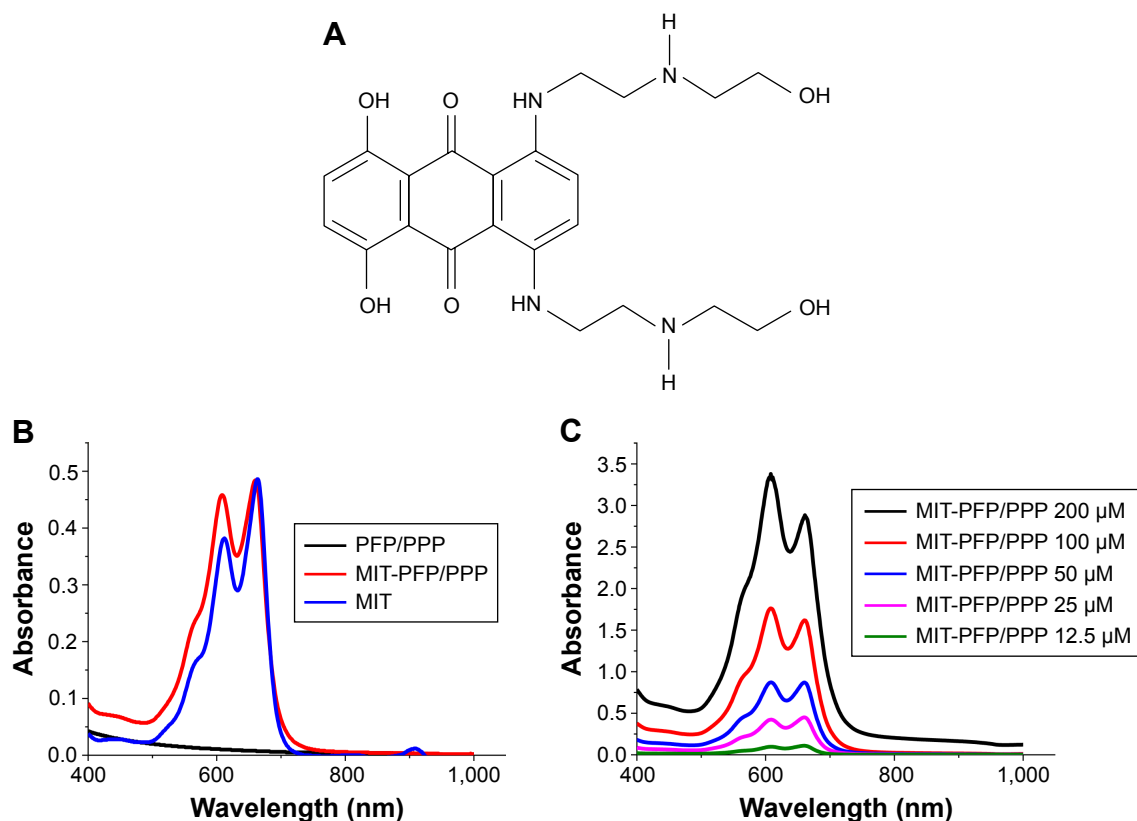 A
H
N
OH
HN
OH
O
OH
O
HN
N
OH
H
B
Absorbance
0.5
0.4
0.3
0.2
0.1
0.0
400
600
800
1,000
Wavelength (nm)
PFP/PPP
MIT-PFP/PPP
MIT
C
Absorbance
3.5
3.0
2.5
2.0
1.5
1.0
0.5
0.0
400
600
800
1,000
Wavelength (nm)
MIT-PFP/PPP 200 µM
MIT-PFP/PPP 100 µM
MIT-PFP/PPP 50 µM
MIT-PFP/PPP 25 µM
MIT-PFP/PPP 12.5 µM